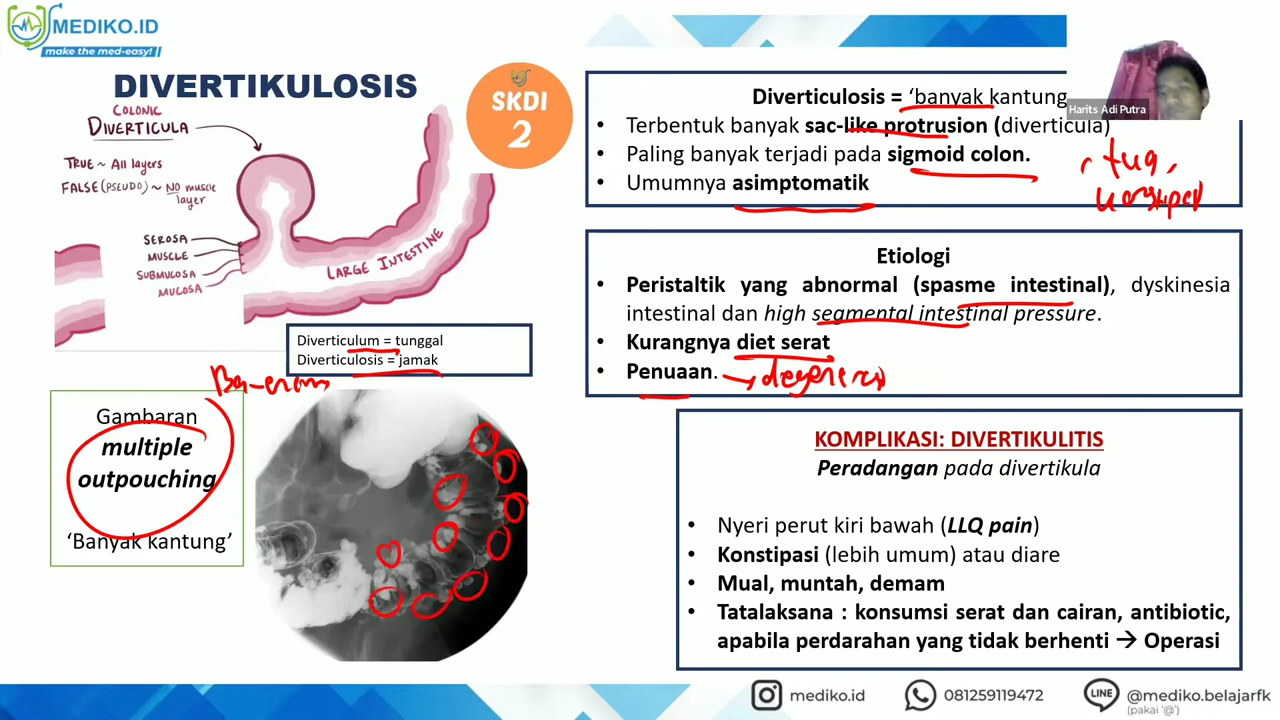 MEDIKO.ID
make the med-easy!
DIVERTIKULOSIS
SKDI
2
COLONIC
DIVERTICULA
TRUE ~ All layers
FALSE (PSEUDO) ~ NO muscle
layer
SEROSA
MUSCLE
SUBMUCOSA
MUCOSA
LARGE INTESTINE
Diverticulum = tunggal
Diverticulosis = jamak
Gambaran
multiple
outpouching
‘Banyak kantung’
Diverticulosis = ‘banyak kantung
• Terbentuk banyak sac-like protrusion (diverticula)
• Paling banyak terjadi pada sigmoid colon.
• Umumnya asimptomatik
Harits Adi Putra
tua,
Etiologi
• Peristaltik yang abnormal (spasme intestinal), dyskinesia
intestinal dan high segmental intestinal pressure.
• Kurangnya diet serat
• Penuaan.
KOMPLIKASI: DIVERTIKULITIS
Peradangan pada divertikula
• Nyeri perut kiri bawah (LLQ pain)
• Konstipasi (lebih umum) atau diare
• Mual, muntah, demam
• Tatalaksana : konsumsi serat dan cairan, antibiotic,
apabila perdarahan yang tidak berhenti → Operasi
mediko.id
081259119472
LINE
@mediko.belajarfk
(pakai ‘@’)